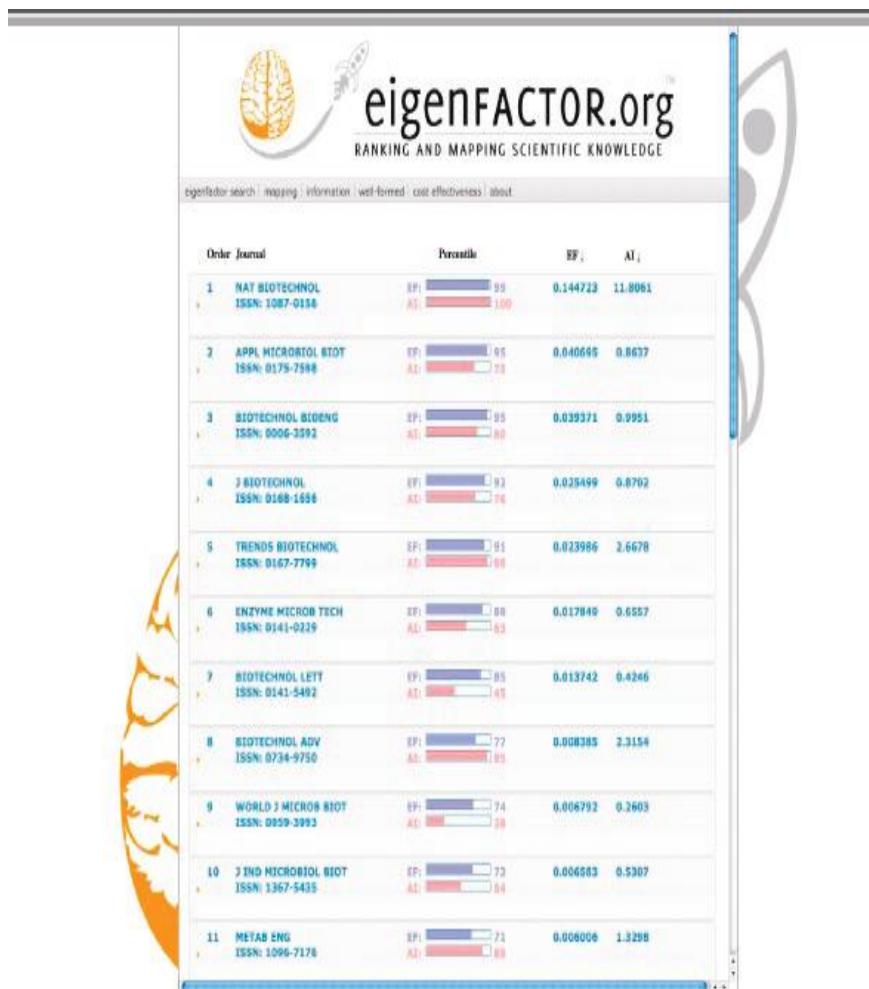 eigenFACTOR.org
RANKING AND MAPPING SCIENTIFIC KNOWLEDGE
eigenfactor search mapping information well-formed cost effectiveness about
Order Journal Percentile EF↓ AI↓
1 NAT BIOTECHNOL EF: 99 0.144723 11.8061
ISSN: 1087-0156 AI: 100
2 APPL MICROBIOL BIOT EF: 95 0.040695 0.8637
ISSN: 0175-7598 AI:
3 BIOTECHNOL BIOENG EF: 95 0.039371 0.9951
ISSN: 0006-3592 AI: 80
4 J BIOTECHNOL EF: 92 0.025499 0.8702
ISSN: 0168-1656 AI: 76
5 TRENDS BIOTECHNOL EF: 91 0.023986 2.6678
ISSN: 0167-7799 AI:
6 ENZYME MICROB TECH EF: 88 0.017849 0.6557
ISSN: 0141-0229 AI:
7 BIOTECHNOL LETT EF: 85 0.013742 0.4246
ISSN: 0141-5492 AI: 45
8 BIOTECHNOL ADV EF: 77 0.008385 2.3154
ISSN: 0734-9750 AI: 95
9 WORLD J MICROB BIOT EF: 74 0.006792 0.2603
ISSN: 0959-3993 AI: 28
10 J IND MICROBIOL BIOT EF: 73 0.006583 0.5307
ISSN: 1367-5435 AI: 54
11 METAB ENG EF: 0.006006 1.3298
ISSN: 1096-7176 AI: 88